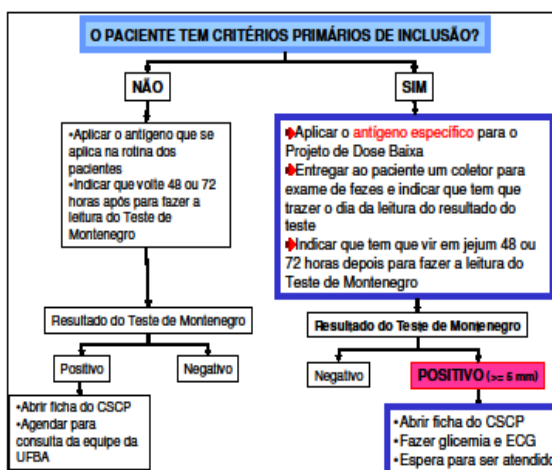 O PACIENTE TEM CRITÉRIOS PRIMÁRIOS DE INCLUSÃO?
NÃO
•Aplicar o antígeno que se
aplica na rotina dos
pacientes
•Indicar que volte 48 ou 72
horas após para fazer a
leitura do Teste de
Montenegro
Resultado do Teste de Montenegro
Positivo
Negativo
•Abrir ficha do CSCP
•Agendar para
consulta da equipe da
UFBA
SIM
Aplicar o antígeno específico para o
Projeto de Dose Baixa
Entregar ao paciente um coletor para
exame de fezes e indicar que tem que
trazer o dia da leitura do resultado do
teste
Indicar que tem que vir em jejum 48 ou
72 horas depois para fazer a leitura do
Teste de Montenegro
Resultado do Teste de Montenegro
Negativo
POSITIVO (>= 5 mm)
•Abrir ficha do CSCP
•Fazer glicemia e ECG
•Espera para ser atendido